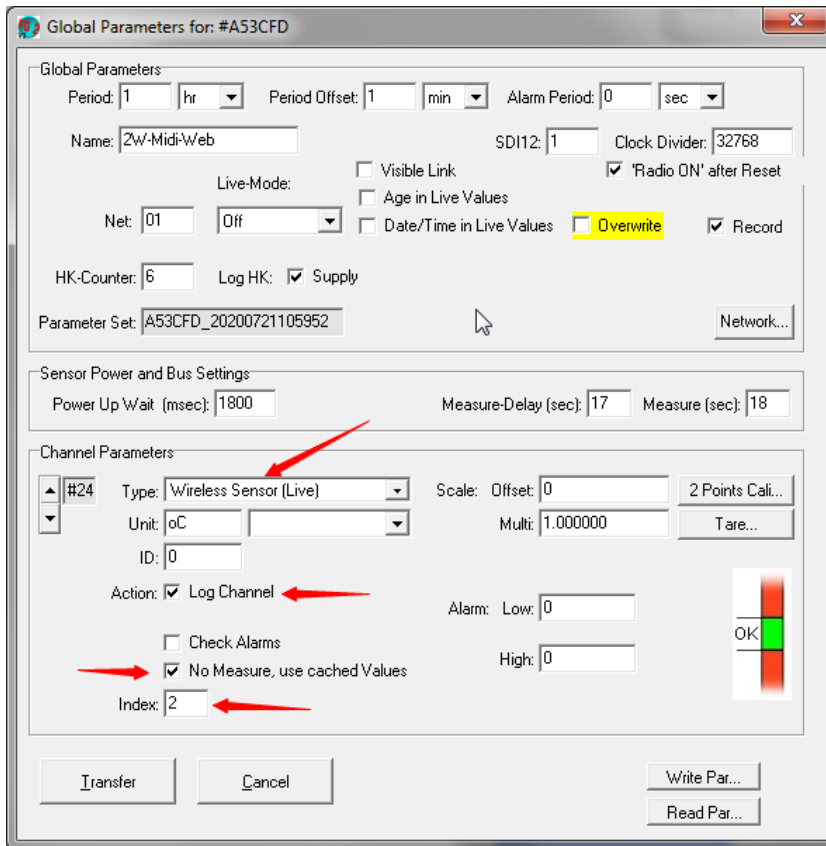 Global Parameters for: #A53CFD
Global Parameters
Period: 1 hr Period Offset: 1 min Alarm Period: 0 sec
Name: 2W-Midi-Web SDI12: 1 Clock Divider: 32768
Visible Link 'Radio ON' after Reset
Live-Mode:
Age in Live Values
Net: 01 Off Date/Time in Live Values Overwrite Record
HK-Counter: 6 Log HK: Supply
Parameter Set: A53CFD_20200721105952 Network...
Sensor Power and Bus Settings
Power Up Wait (msec): 1800 Measure-Delay (sec): 17 Measure (sec): 18
Channel Parameters
#24 Type: Wireless Sensor (Live) Scale: Offset: 0 2 Points Cali...
Unit: oC Multi: 1.000000 Tare...
ID: 0
Action: Log Channel
Alarm: Low: 0
OK
Check Alarms
High: 0
No Measure, use cached Values
Index: 2
Transfer Cancel Write Par...
Read Par...